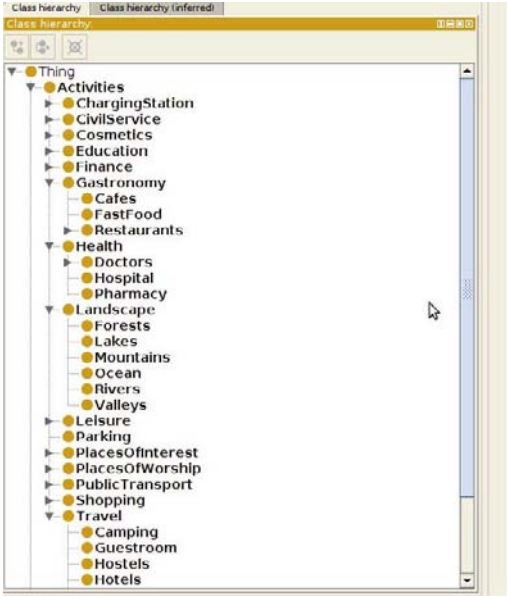 Class hierarchy Class hierarchy (inferred)
Class hierarchy:
Thing
Activities
ChargingStation
CivilService
Cosmetics
Education
Finance
Gastronomy
Cafes
FastFood
Restaurants
Health
Doctors
Hospital
Pharmacy
Landscape
Forests
Lakes
Mountains
Ocean
Rivers
Valleys
Leisure
Parking
PlacesOfInterest
PlacesOfWorship
PublicTransport
Shopping
Travel
Camping
Guestroom
Hostels
Hotels